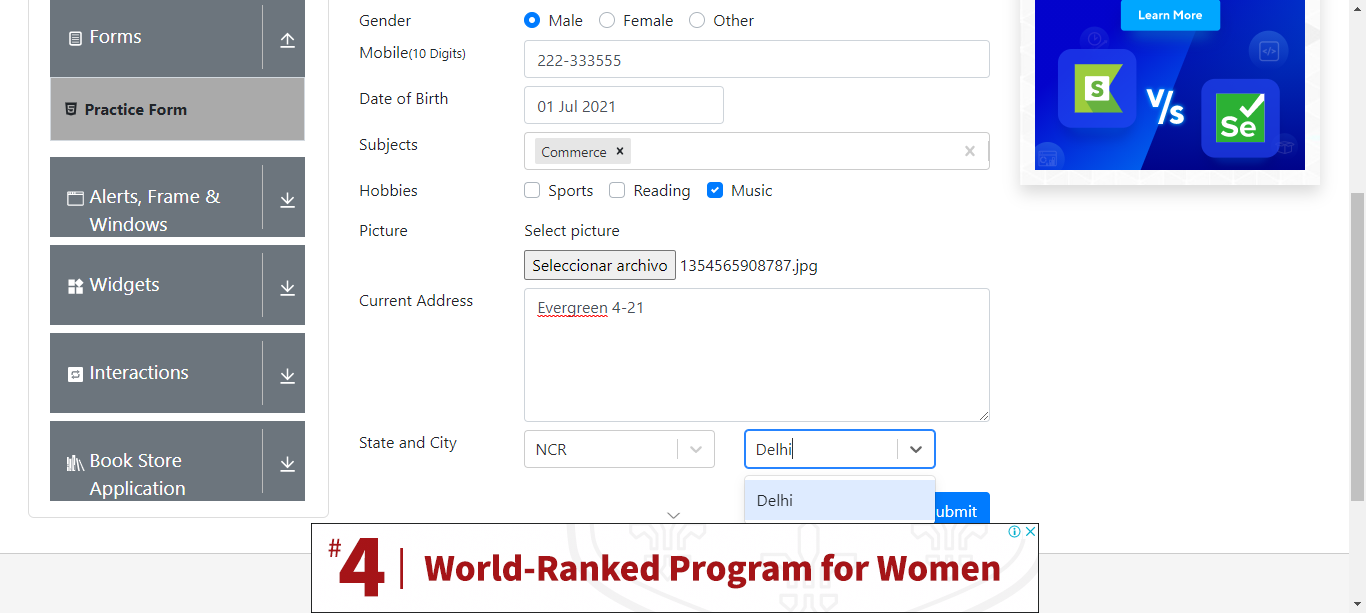 Forms
Practice Form
Alerts, Frame &
Windows
Widgets
Interactions
Book Store
Application
Gender
Male
Female
Other
Mobile(10 Digits)
222-333555
Date of Birth
01 Jul 2021
Subjects
Commerce ×
Hobbies
Sports
Reading
Music
Picture
Select picture
Seleccionar archivo 1354565908787.jpg
Current Address
Evergreen 4-21
State and City
NCR
Delhi
Delhi
ubmit
Learn More
S
V/s
Se
#4 | World-Ranked Program for Women